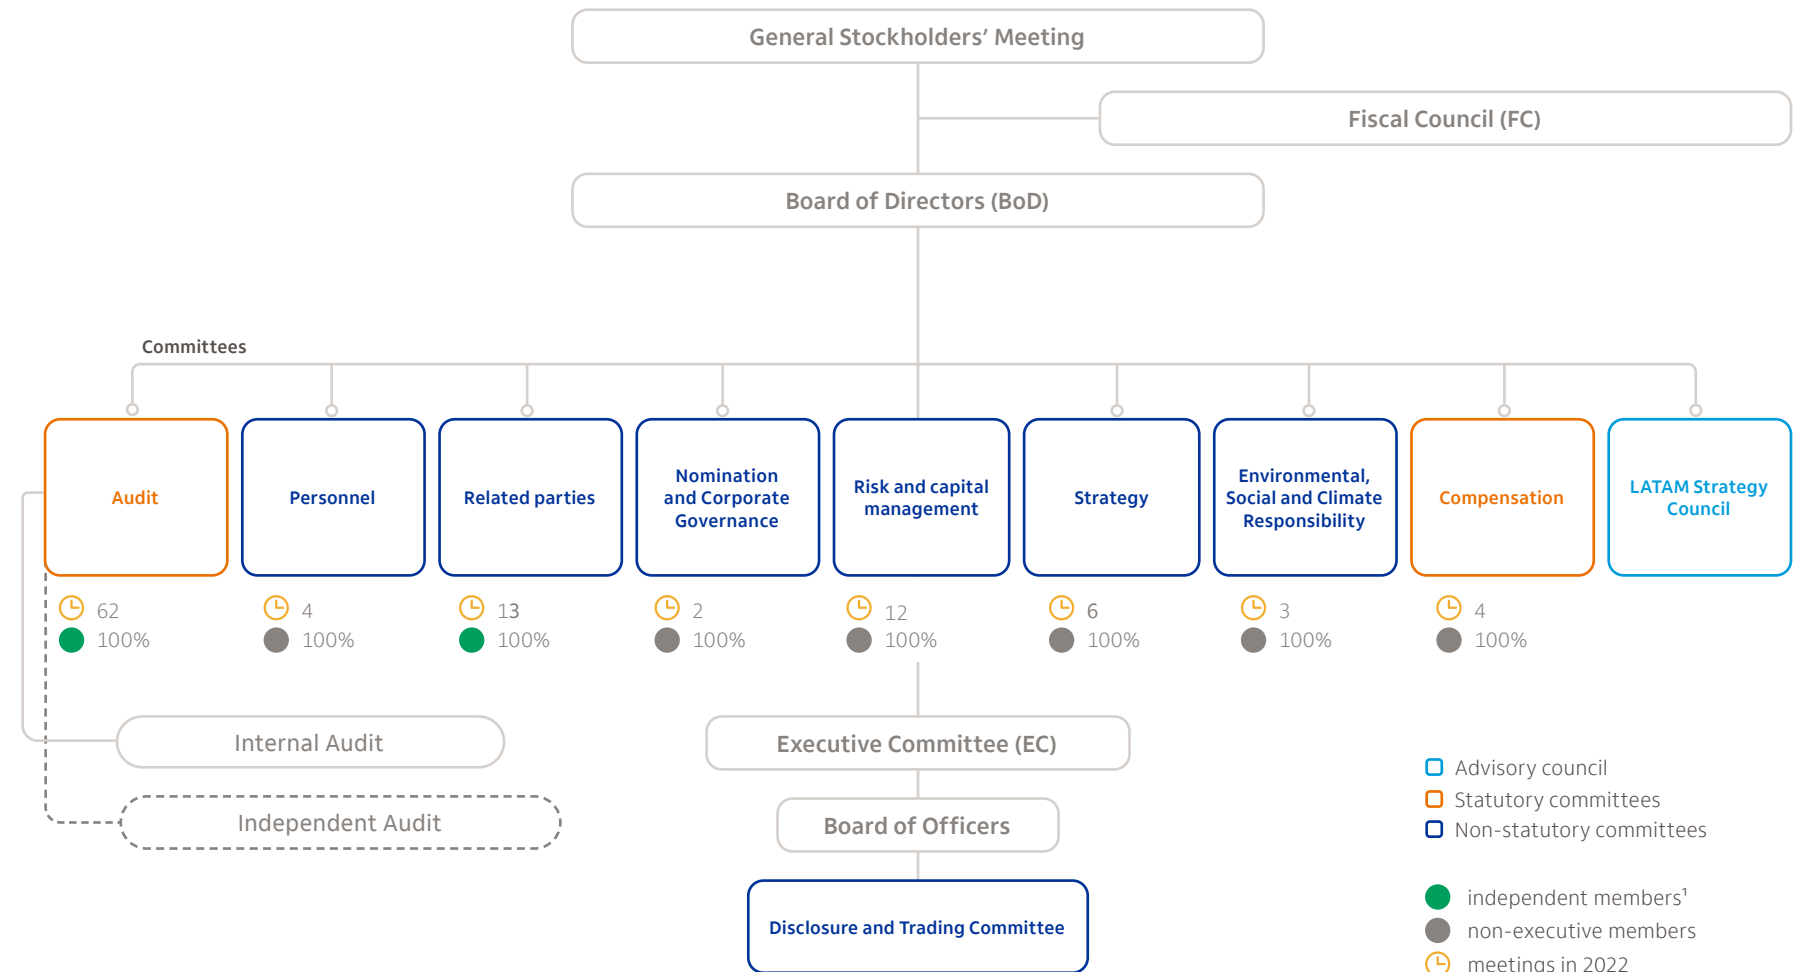 General Stockholders’ Meeting
Fiscal Council (FC)
Board of Directors (BoD)
Committees
Audit
Personnel
Related parties
Nomination
and Corporate
Governance
Risk and capital
management
Strategy
Environmental,
Social and Climate
Responsibility
Compensation
LATAM Strategy
Council
62
100%
4
100%
13
100%
2
100%
12
100%
6
100%
3
100%
4
100%
Internal Audit
Independent Audit
Executive Committee (EC)
Board of Officers
Disclosure and Trading Committee
Advisory council
Statutory committees
Non-statutory committees
independent members¹
non-executive members
meetings in 2022